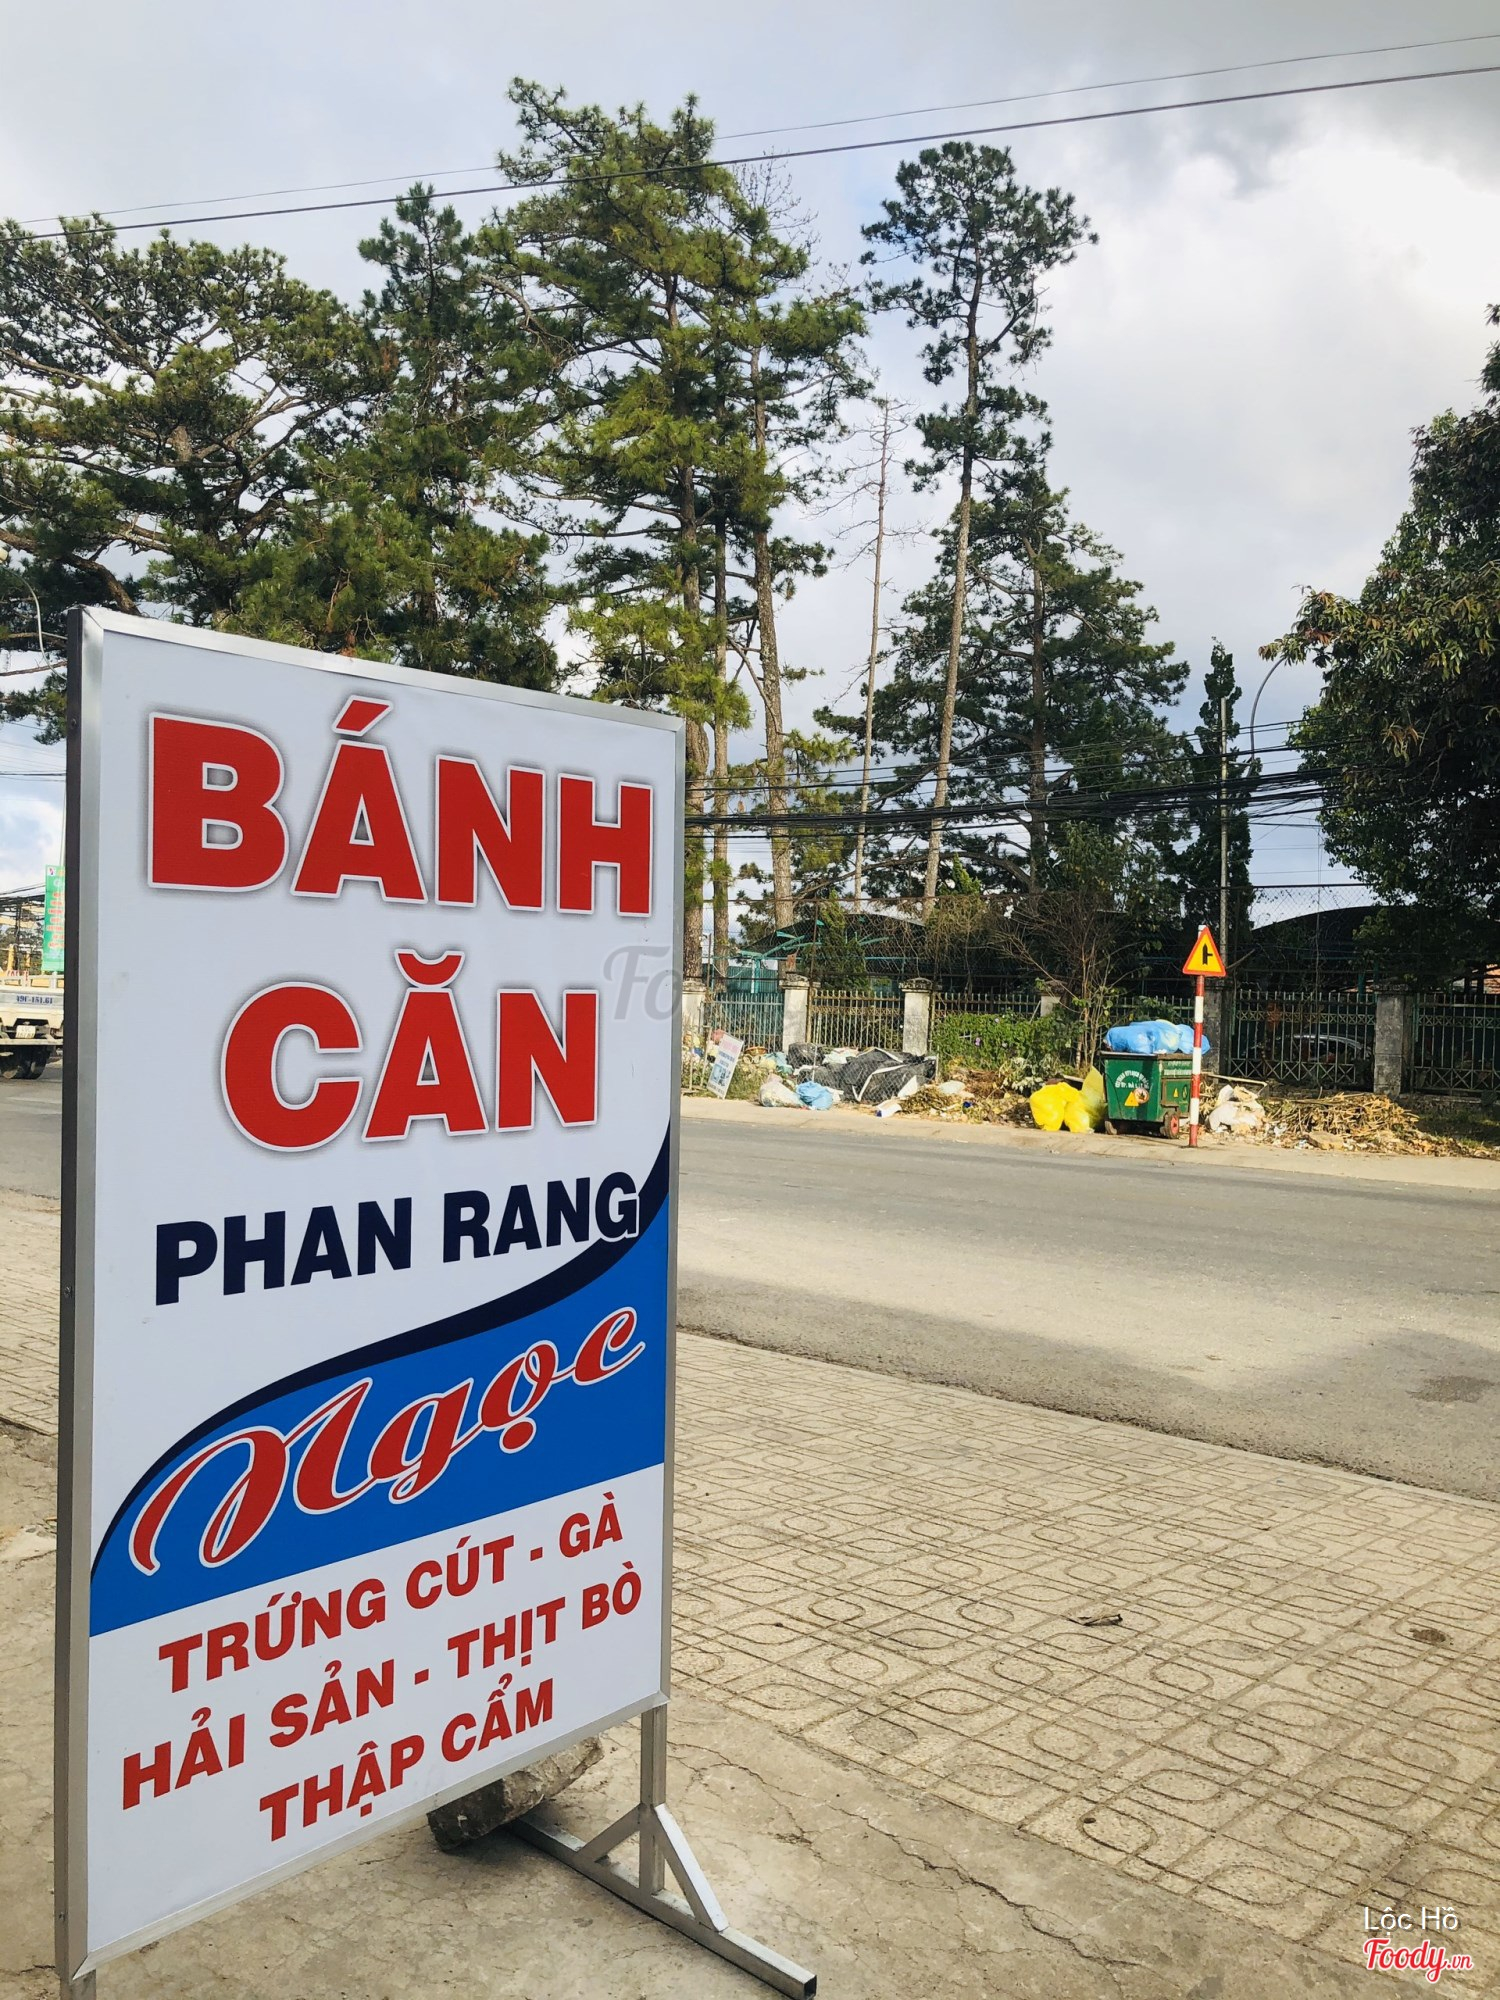 BÁNH
CĂN
PHAN RANG
Ngọc
TRỨNG CÚT - GÀ
HẢI SẢN - THỊT BÒ
THẬP CẨM
Lộc Hồ
Foody.vn